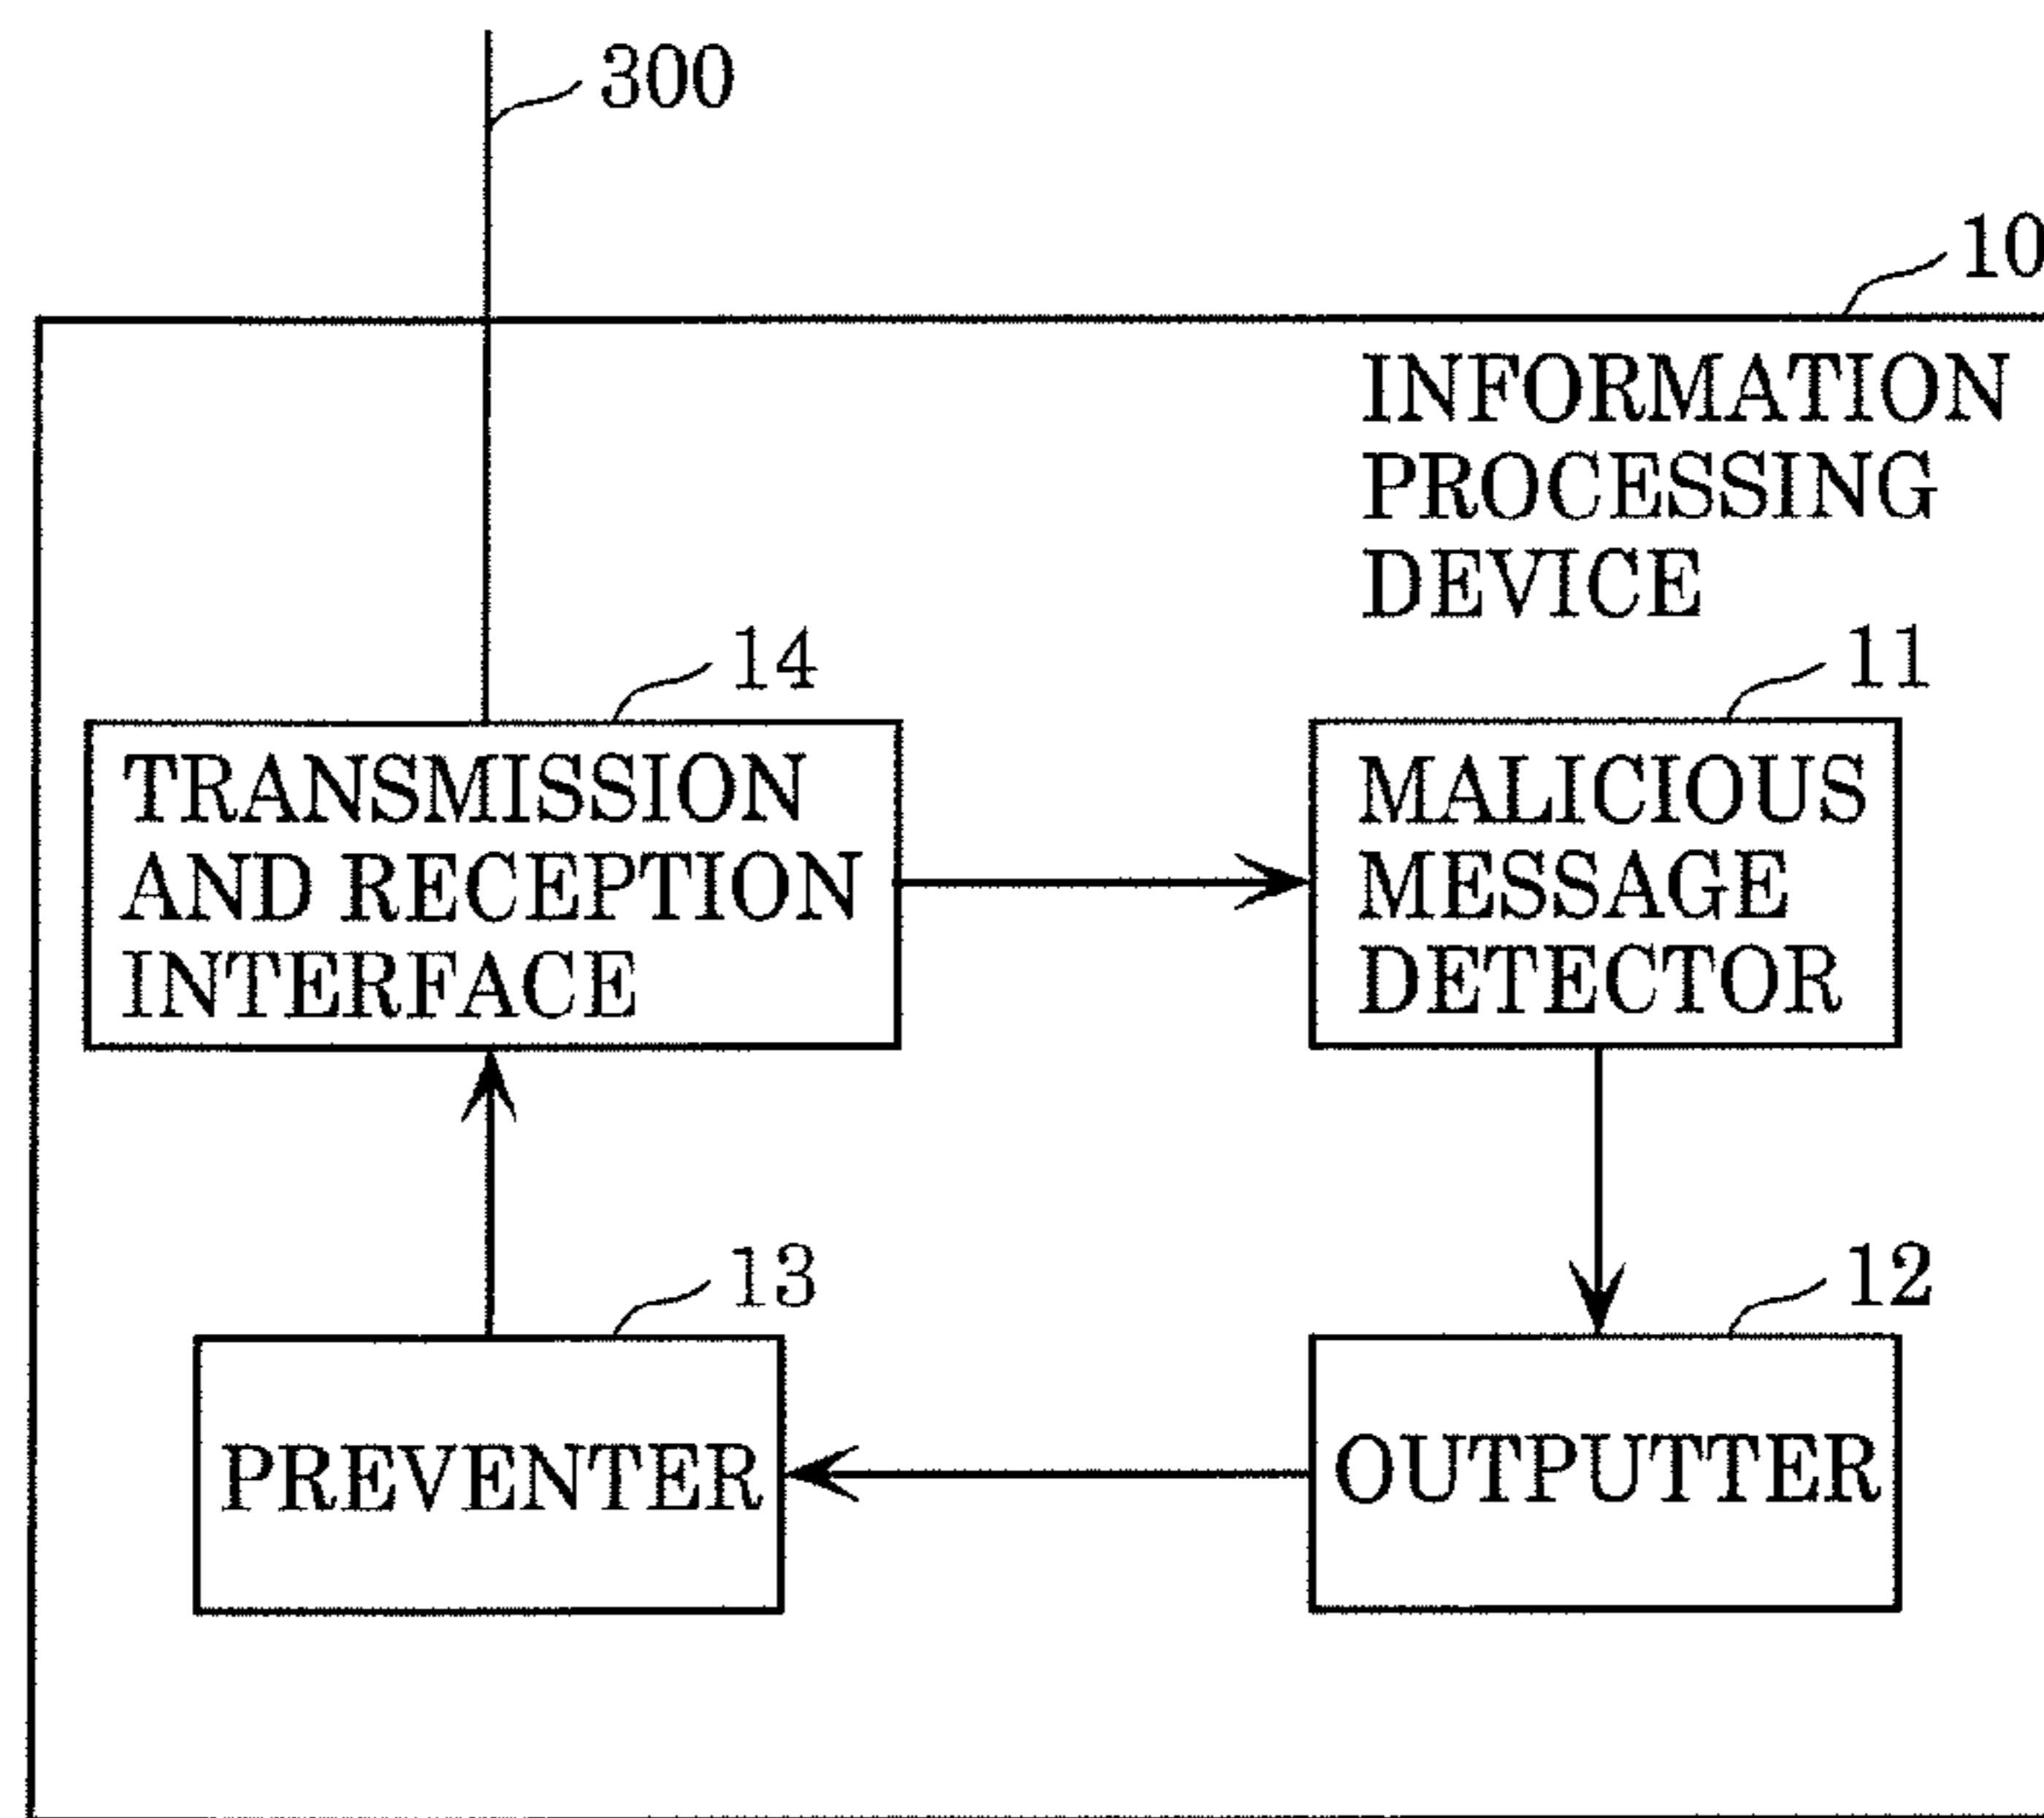 300
10
INFORMATION
PROCESSING
DEVICE
14
11
TRANSMISSION
AND RECEPTION
INTERFACE
MALICIOUS
MESSAGE
DETECTOR
13
12
PREVENTER
OUTPUTTER